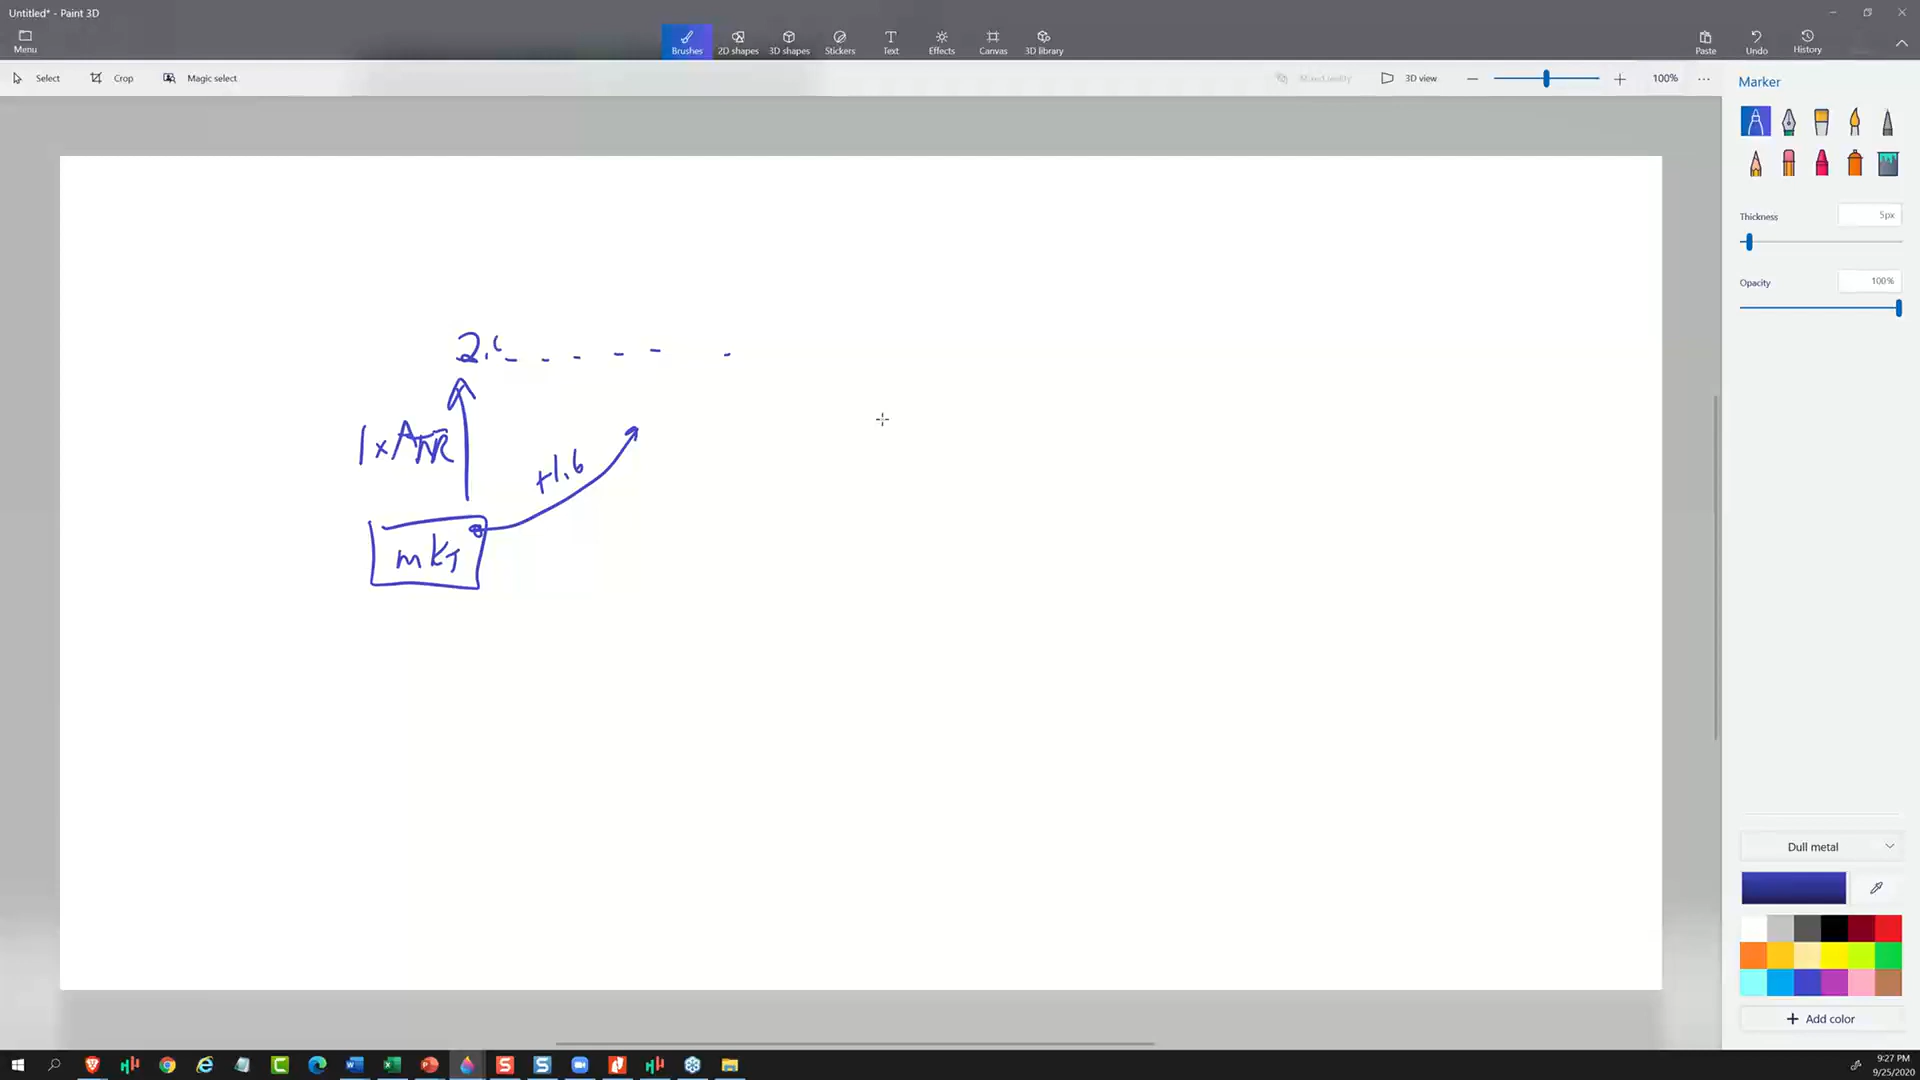 Untitled* - Paint 3D
Menu
Brushes
2D shapes
3D shapes
Stickers
Text
Effects
Canvas
3D library
Paste
Undo
History
Select
Crop
Magic select
Mixed reality
3D view
100%
Marker
Thickness
5px
Opacity
100%
2.
1xATR
+1.6
mkT
Dull metal
Add color
9:27 PM
9/25/2020